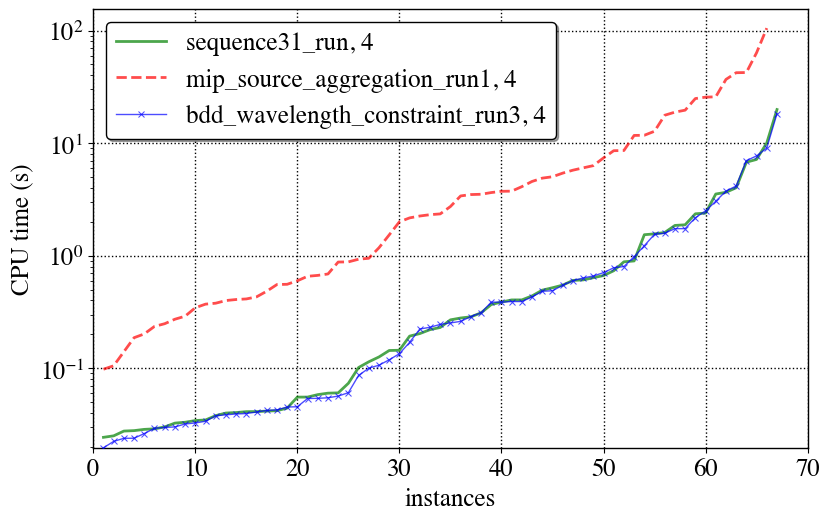 sequence31_run, 4
mip_source_aggregation_run1, 4
bdd_wavelength_constraint_run3, 4
CPU time (s)
10²
10¹
10⁰
10⁻¹
0 10 20 30 40 50 60 70
instances